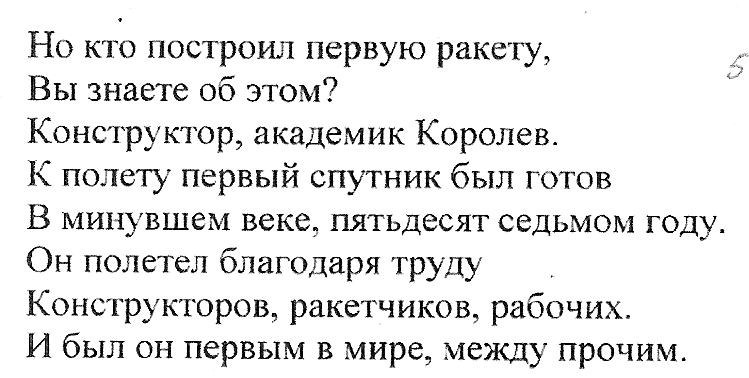 Но кто построил первую ракету,
5
Вы знаете об этом?
Конструктор, академик Королев.
К полету первый спутник был готов
В минувшем веке, пятьдесят седьмом году.
Он полетел благодаря труду
Конструкторов, ракетчиков, рабочих.
И был он первым в мире, между прочим.